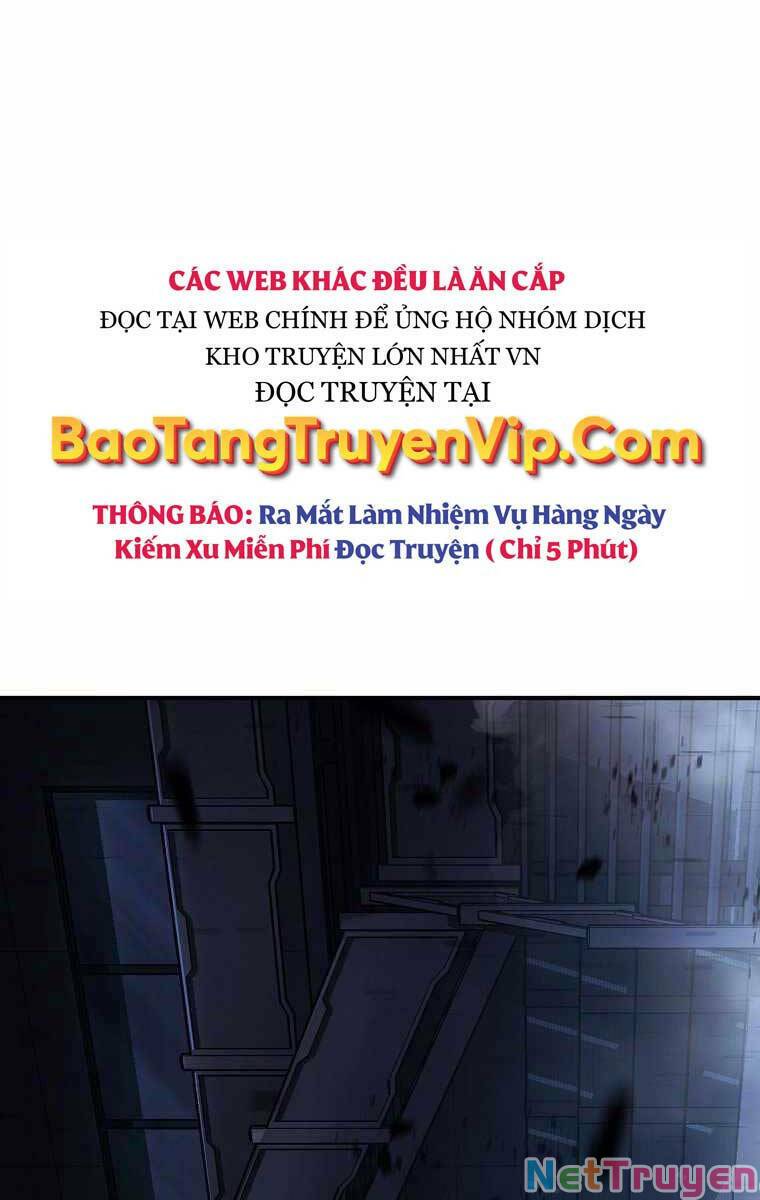 CÁC WEB KHÁC ĐỀU LÀ ĂN CẮP
ĐỌC TẠI WEB CHÍNH ĐỂ ỦNG HỘ NHÓM DỊCH
KHO TRUYỆN LỚN NHẤT VN
ĐỌC TRUYỆN TẠI
BaoTangTruyenVip.Com
THÔNG BÁO: Ra Mắt Làm Nhiệm Vụ Hàng Ngày
Kiếm Xu Miễn Phí Đọc Truyện ( Chỉ 5 Phút)
NetTruyen